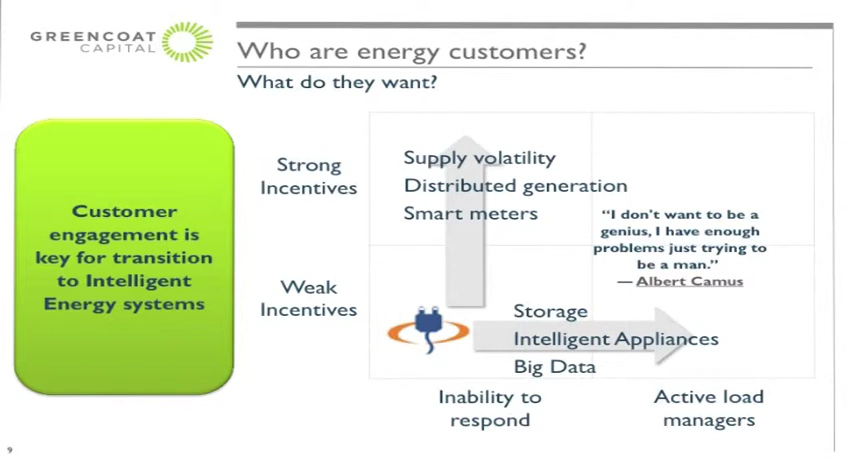 GREENCOAT
CAPITAL
Who are energy customers?
What do they want?
Customer
engagement is
key for transition
to Intelligent
Energy systems
Strong
Incentives
Supply volatility
Distributed generation
Smart meters
“I don't want to be a
genius, I have enough
problems just trying to
be a man.”
— Albert Camus
Weak
Incentives
Storage
Intelligent Appliances
Big Data
Inability to
respond
Active load
managers
9